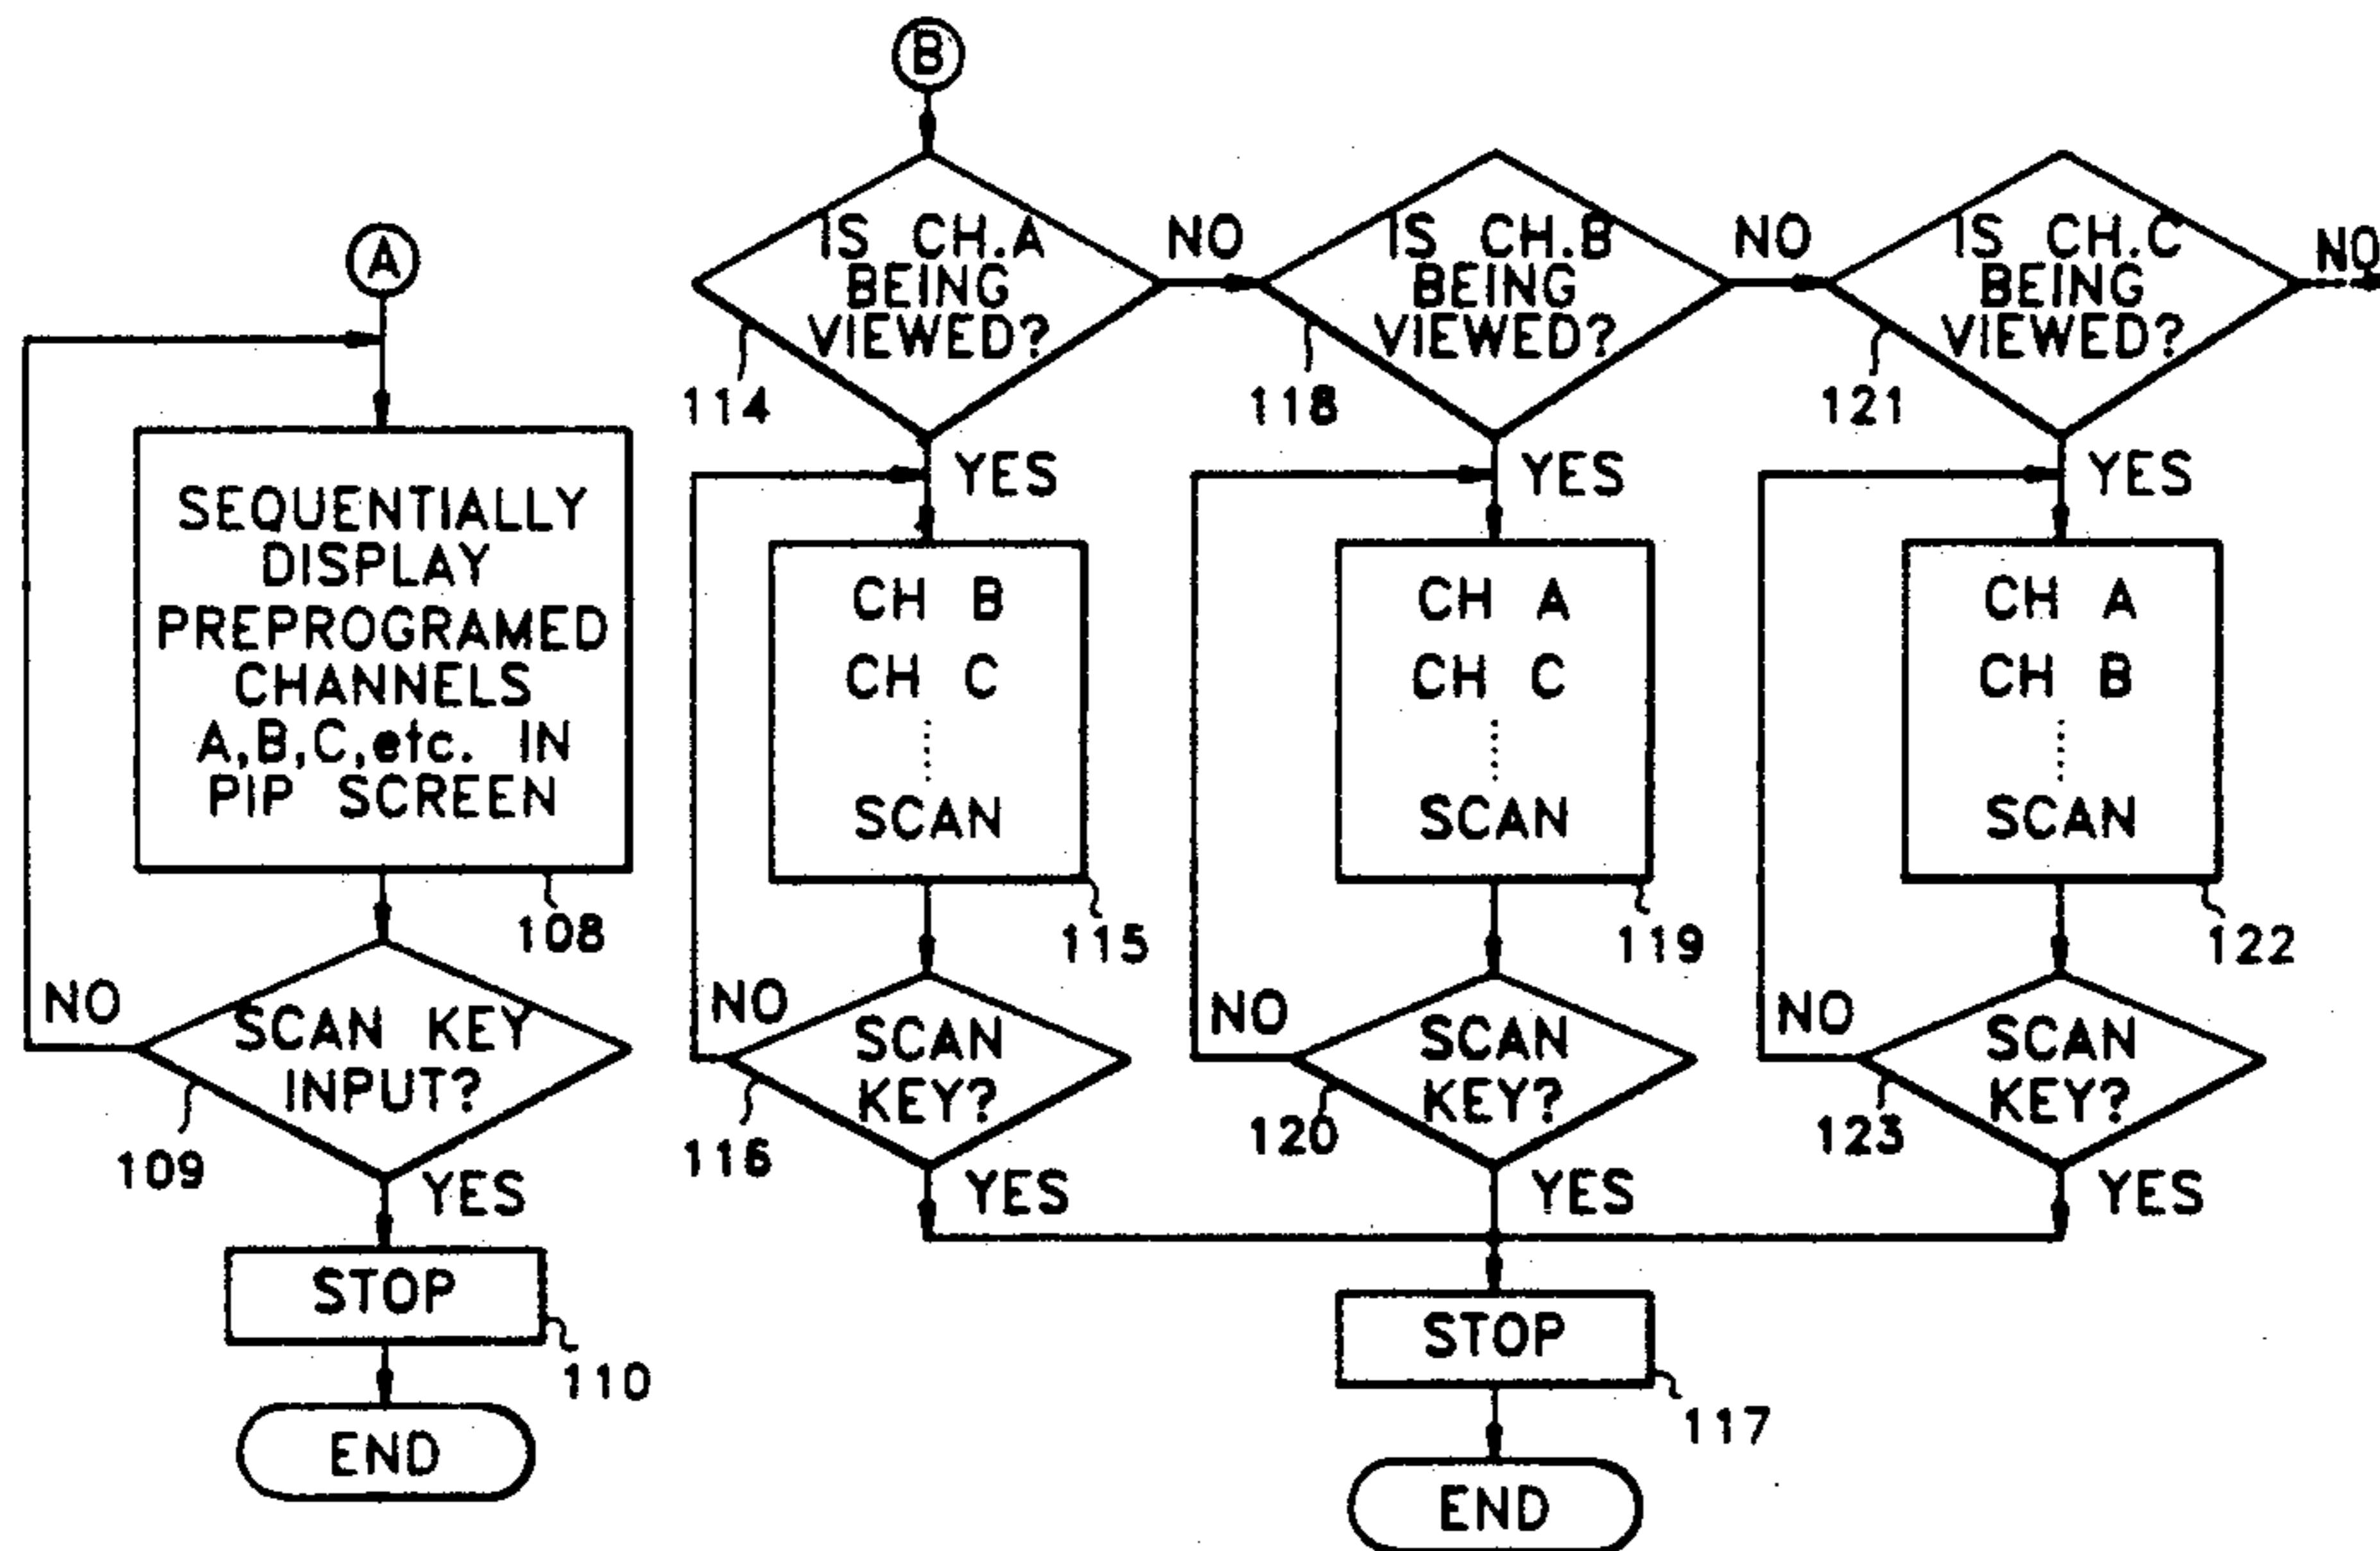 A
SEQUENTIALLY
DISPLAY
PREPROGRAMED
CHANNELS
A,B,C,etc. IN
PIP SCREEN
108
NO
SCAN KEY
INPUT?
109
YES
STOP
110
END
B
IS CH.A
BEING
VIEWED?
114
NO
YES
CH B
CH C
SCAN
115
NO
SCAN
KEY?
116
YES
IS CH.B
BEING
VIEWED?
118
NO
YES
CH A
CH C
SCAN
119
NO
SCAN
KEY?
120
YES
IS CH.C
BEING
VIEWED?
121
NO
YES
CH A
CH B
SCAN
122
NO
SCAN
KEY?
123
YES
STOP
117
END